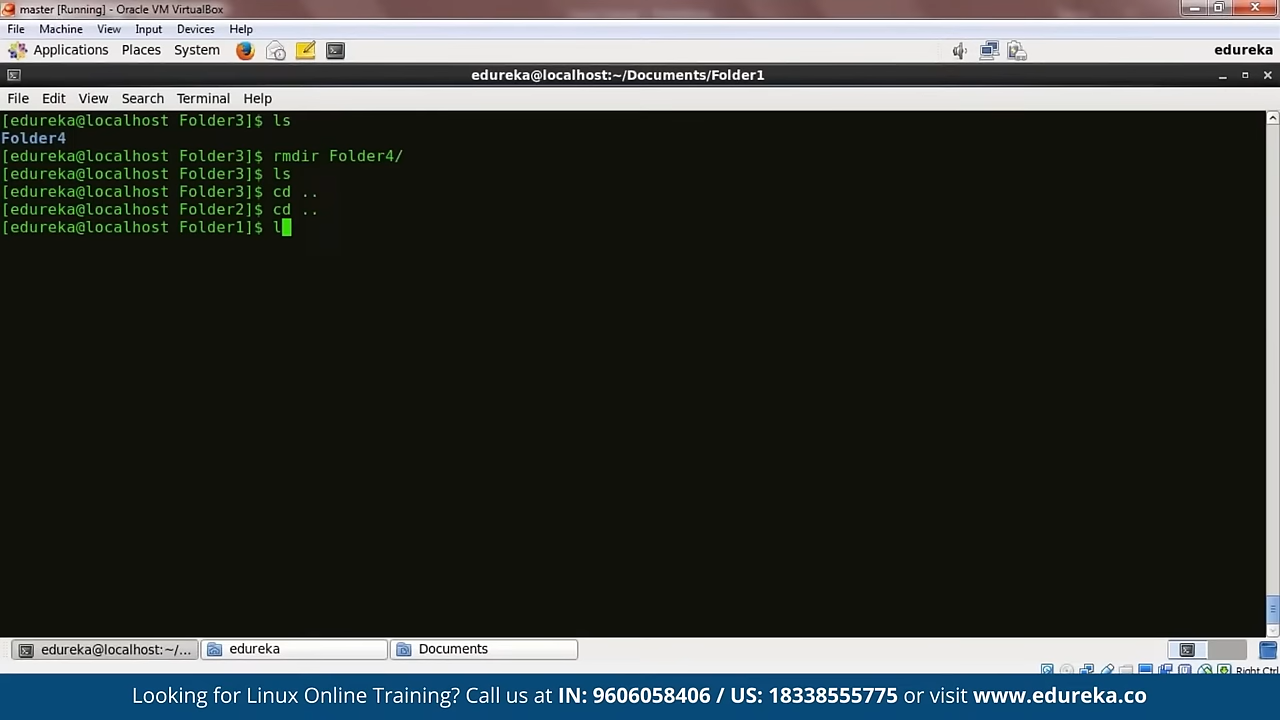 master [Running] - Oracle VM VirtualBox
File Machine View Input Devices Help
Applications Places System edureka
edureka@localhost:~/Documents/Folder1
File Edit View Search Terminal Help
[edureka@localhost Folder3]$ ls
Folder4
[edureka@localhost Folder3]$ rmdir Folder4/
[edureka@localhost Folder3]$ ls
[edureka@localhost Folder3]$ cd ..
[edureka@localhost Folder2]$ cd ..
[edureka@localhost Folder1]$ l
edureka@localhost:~/... edureka Documents
Right Ctrl
Looking for Linux Online Training? Call us at IN: 9606058406 / US: 18338555775 or visit www.edureka.co